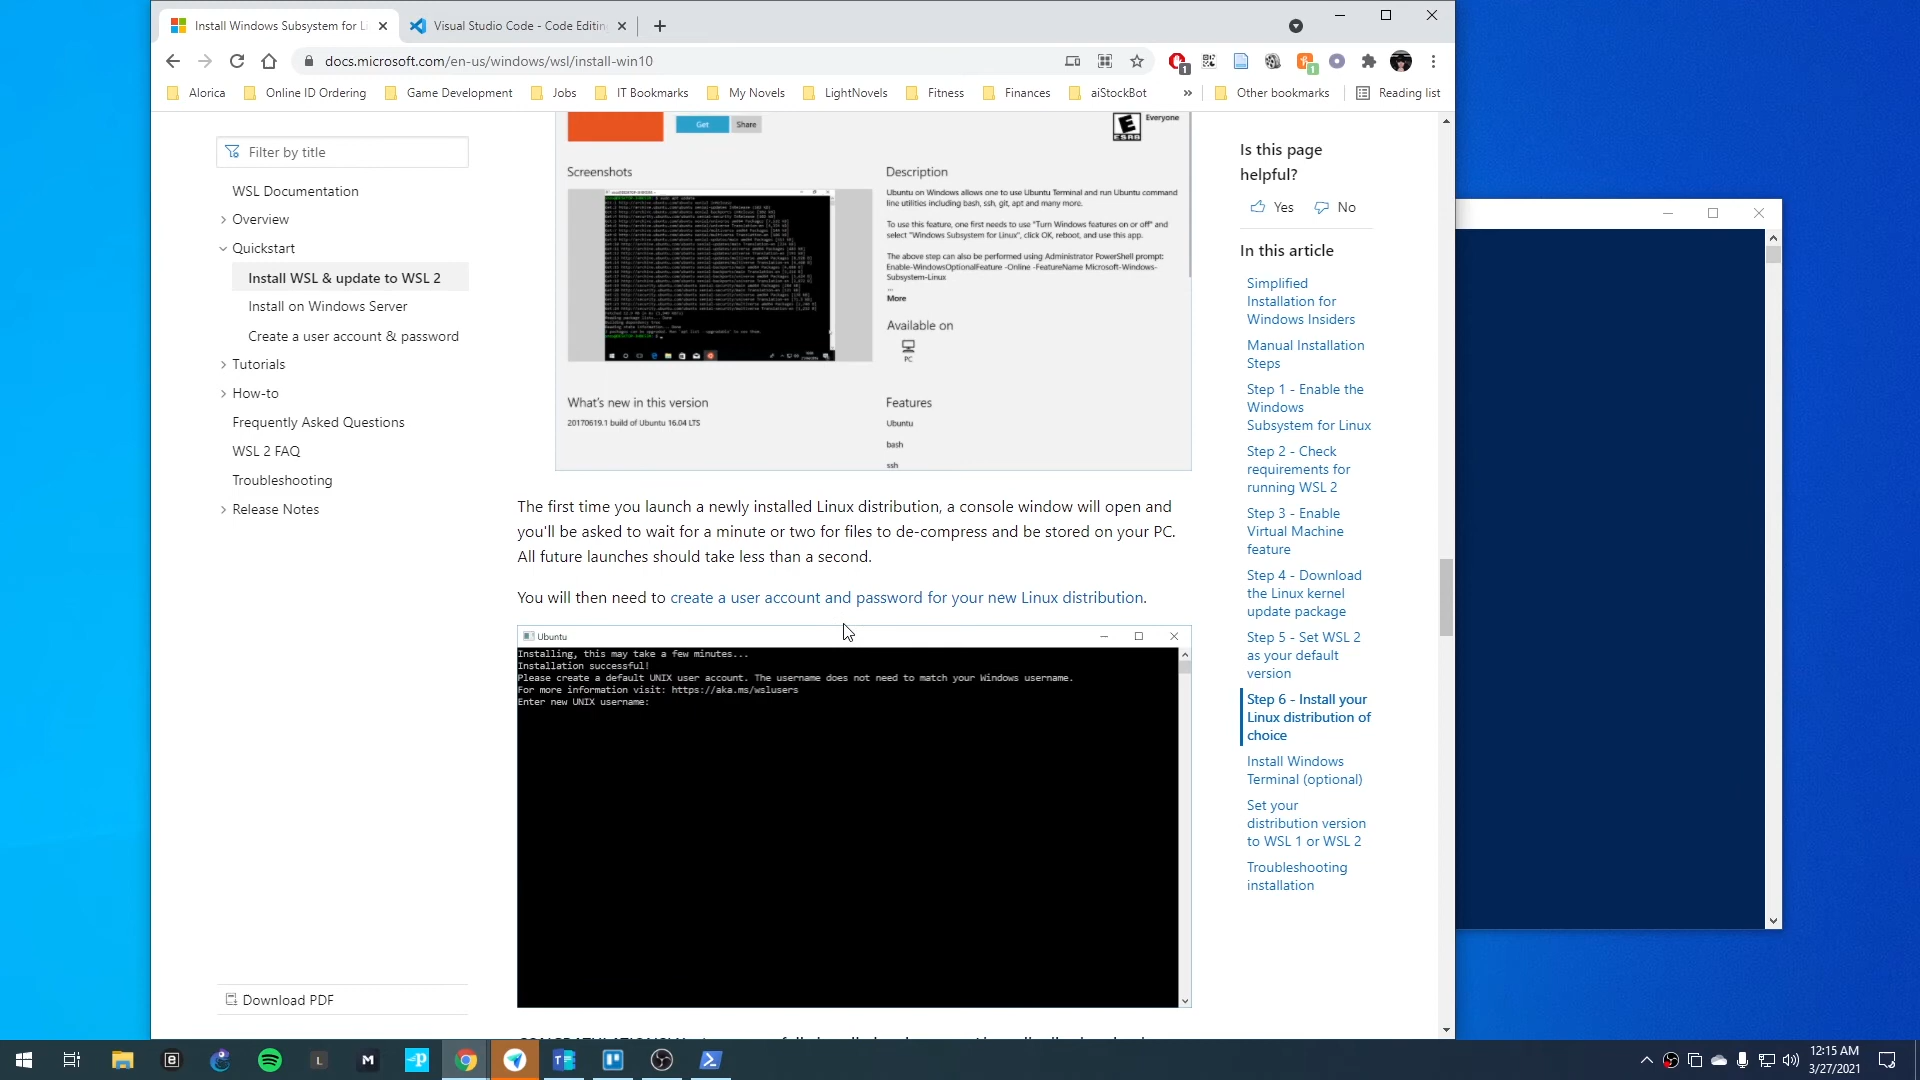 Install Windows Subsystem for Li
Visual Studio Code - Code Editin
docs.microsoft.com/en-us/windows/wsl/install-win10
1
1
Alorica
Online ID Ordering
Game Development
Jobs
IT Bookmarks
My Novels
LightNovels
Fitness
Finances
aiStockBot
»
Other bookmarks
Reading list
Filter by title
WSL Documentation
Overview
Quickstart
Install WSL & update to WSL 2
Install on Windows Server
Create a user account & password
Tutorials
How-to
Frequently Asked Questions
WSL 2 FAQ
Troubleshooting
Release Notes
Download PDF
Get
Share
E
ESRB
Everyone
Screenshots
Description
Ubuntu on Windows allows one to use Ubuntu Terminal and run Ubuntu command
line utilities including bash, ssh, git, apt and many more.
To use this feature, one first needs to use "Turn Windows features on or off" and
select "Windows Subsystem for Linux", click OK, reboot, and use this app.
The above step can also be performed using Administrator PowerShell prompt:
Enable-WindowsOptionalFeature -Online -FeatureName Microsoft-Windows-
Subsystem-Linux
...
More
Available on
PC
What's new in this version
20170619.1 build of Ubuntu 16.04 LTS
Features
Ubuntu
bash
ssh
The first time you launch a newly installed Linux distribution, a console window will open and
you'll be asked to wait for a minute or two for files to de-compress and be stored on your PC.
All future launches should take less than a second.
You will then need to create a user account and password for your new Linux distribution.
Ubuntu
Installing, this may take a few minutes...
Installation successful!
Please create a default UNIX user account. The username does not need to match your Windows username.
For more information visit: https://aka.ms/wslusers
Enter new UNIX username:
Is this page
helpful?
Yes
No
In this article
Simplified
Installation for
Windows Insiders
Manual Installation
Steps
Step 1 - Enable the
Windows
Subsystem for Linux
Step 2 - Check
requirements for
running WSL 2
Step 3 - Enable
Virtual Machine
feature
Step 4 - Download
the Linux kernel
update package
Step 5 - Set WSL 2
as your default
version
Step 6 - Install your
Linux distribution of
choice
Install Windows
Terminal (optional)
Set your
distribution version
to WSL 1 or WSL 2
Troubleshooting
installation
12:15 AM
3/27/2021